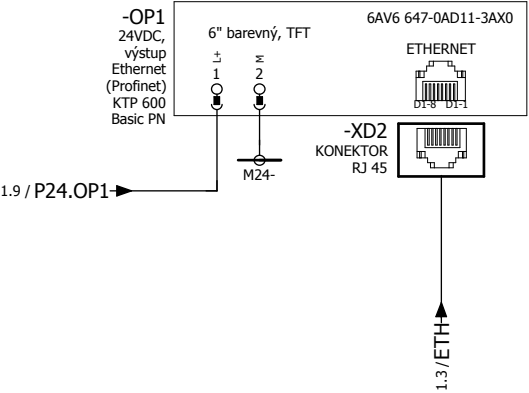 -OP1
24VDC,
výstup
Ethernet
(Profinet)
KTP 600
Basic PN
6" barevný, TFT
6AV6 647-0AD11-3AX0
ETHERNET
L+
M
1
2
D1-8 D1-1
-XD2
KONEKTOR
RJ 45
M24-
1.9 / P24.OP1
1.3 / ETH